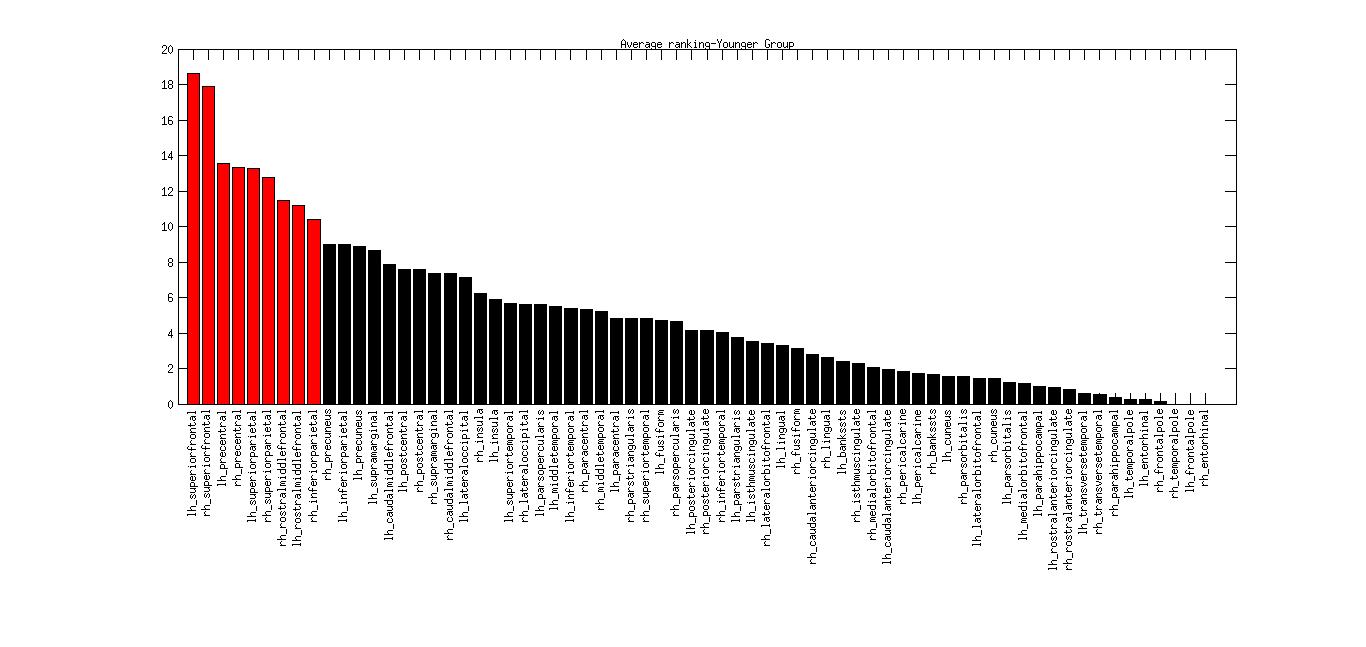 Average ranking-Younger Group
20
18
16
14
12
10
8
6
4
2
0
lh_superiorfrontal
rh_superiorfrontal
lh_precentral
rh_precentral
lh_superiorparietal
rh_superiorparietal
rh_rostralmiddlefrontal
lh_rostralmiddlefrontal
rh_inferiorparietal
rh_precuneus
lh_inferiorparietal
lh_precuneus
lh_supramarginal
lh_caudalmiddlefrontal
lh_postcentral
rh_postcentral
rh_supramarginal
rh_caudalmiddlefrontal
lh_lateraloccipital
rh_insula
lh_insula
lh_superiortemporal
rh_lateraloccipital
lh_parsopercularis
lh_middletemporal
lh_inferiortemporal
rh_paracentral
rh_middletemporal
lh_paracentral
rh_parstriangularis
rh_superiortemporal
lh_fusiform
rh_parsopercularis
lh_posteriorcingulate
rh_posteriorcingulate
rh_inferiortemporal
lh_parstriangularis
lh_isthmuscingulate
rh_lateralorbitofrontal
lh_lingual
rh_fusiform
rh_caudalanteriorcingulate
rh_lingual
lh_bankssts
rh_isthmuscingulate
rh_medialorbitofrontal
lh_caudalanteriorcingulate
rh_pericalcarine
lh_pericalcarine
rh_bankssts
lh_cuneus
rh_parsorbitalis
lh_lateralorbitofrontal
rh_cuneus
lh_parsorbitalis
lh_medialorbitofrontal
lh_parahippocampal
lh_rostralanteriorcingulate
rh_rostralanteriorcingulate
lh_transversetemporal
rh_transversetemporal
rh_parahippocampal
lh_temporalpole
lh_entorhinal
rh_frontalpole
rh_temporalpole
lh_frontalpole
rh_entorhinal